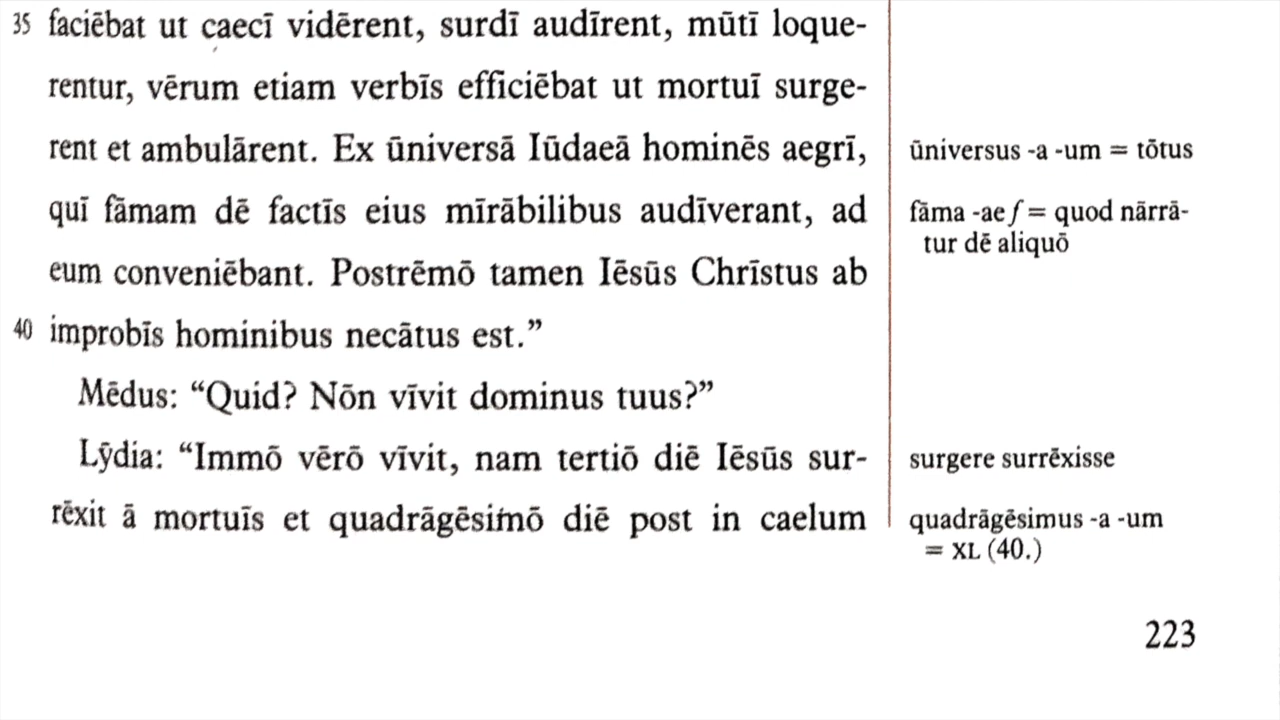 35 faciēbat ut caecī vidērent, surdī audīrent, mūtī loque-
rentur, vērum etiam verbīs efficiēbat ut mortuī surge-
rent et ambulārent. Ex ūniversā Iūdaeā hominēs aegrī,
ūniversus -a -um = tōtus
quī fāmam dē factīs eius mīrābilibus audīverant, ad
fāma -ae f = quod nārrā-
tur dē aliquō
eum conveniēbant. Postrēmō tamen Iēsūs Chrīstus ab
40 improbīs hominibus necātus est.”
Mēdus: “Quid? Nōn vīvit dominus tuus?”
Lȳdia: “Immō vērō vīvit, nam tertiō diē Iēsūs sur-
surgere surrēxisse
rēxit ā mortuīs et quadrāgēsimō diē post in caelum
quadrāgēsimus -a -um
= XL (40.)
223